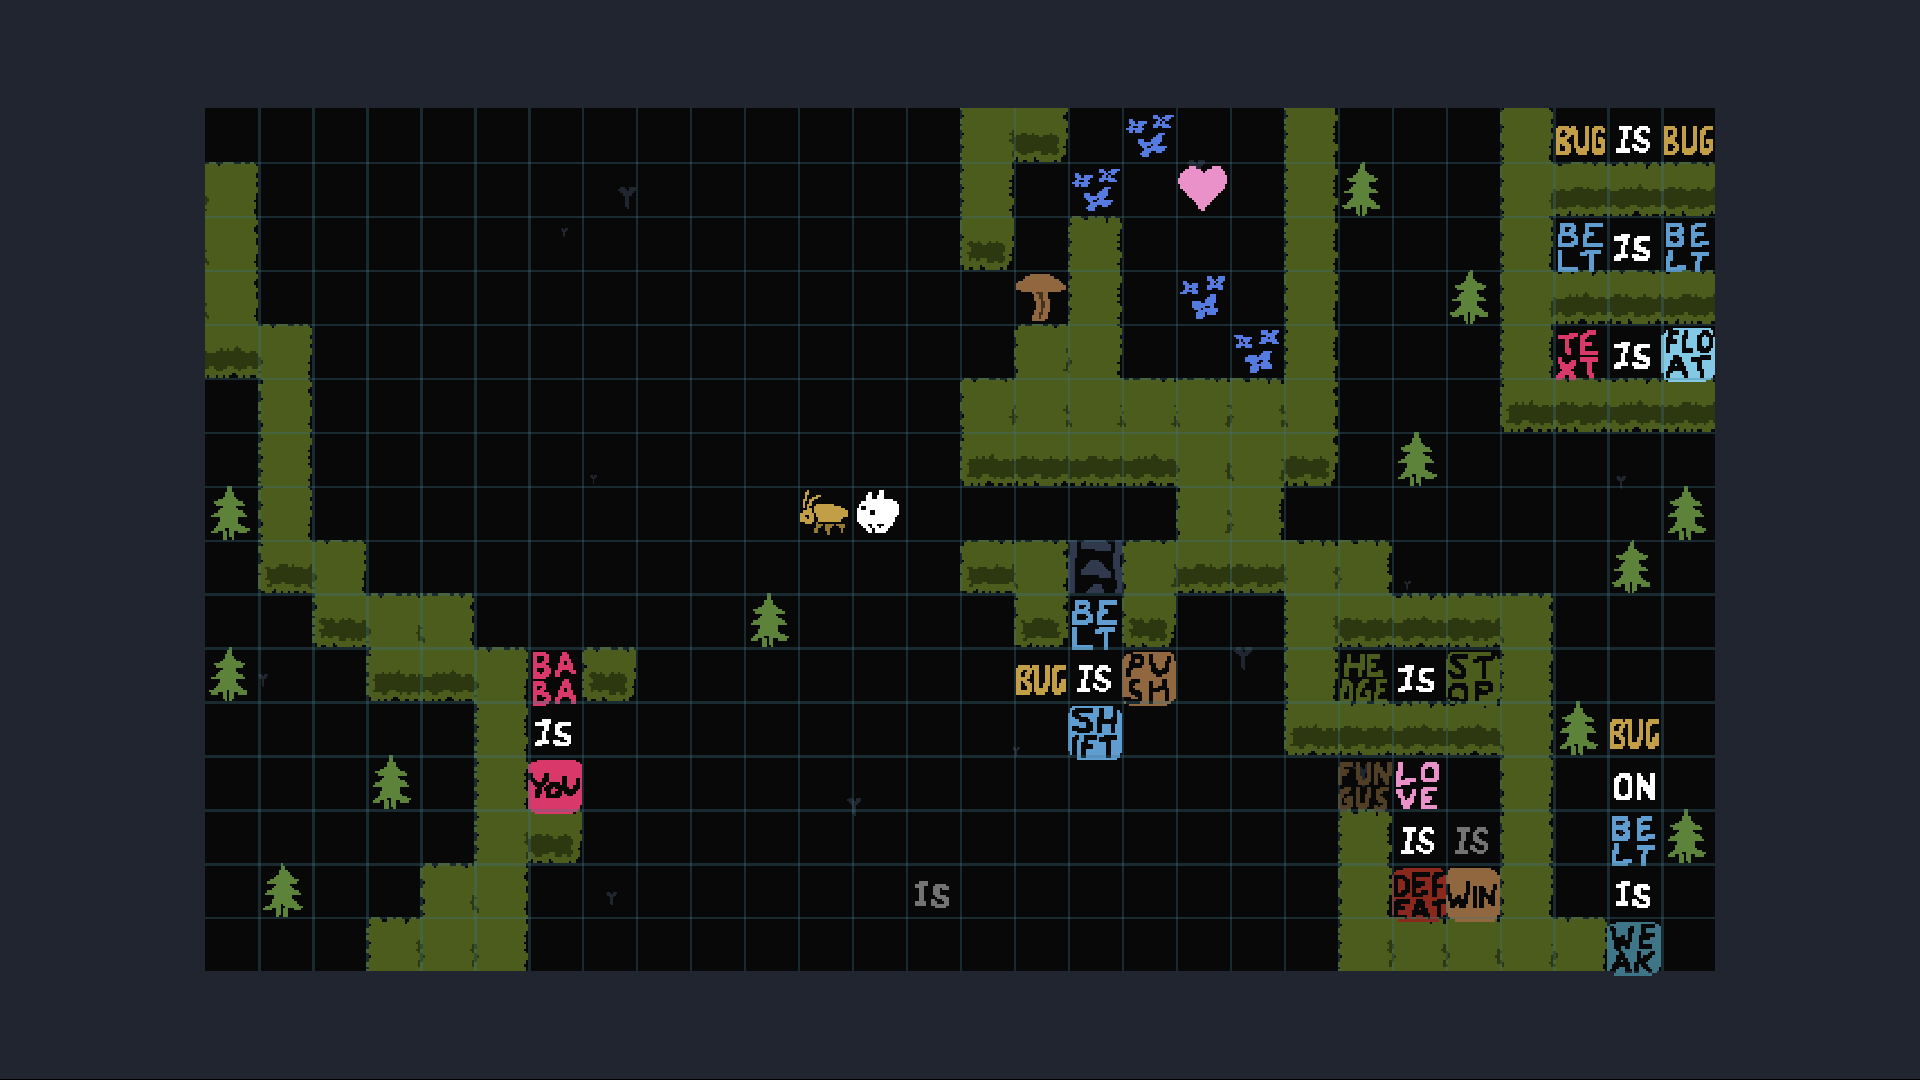 BUG IS BUG
BELT IS BELT
TEXT IS FLOAT
BELT
BABA BUG IS PUSH HEDGE IS STOP
IS SHIFT BUG
YOU FUNGUS LOVE ON
IS IS BELT
IS DEFEAT WIN IS
WEAK